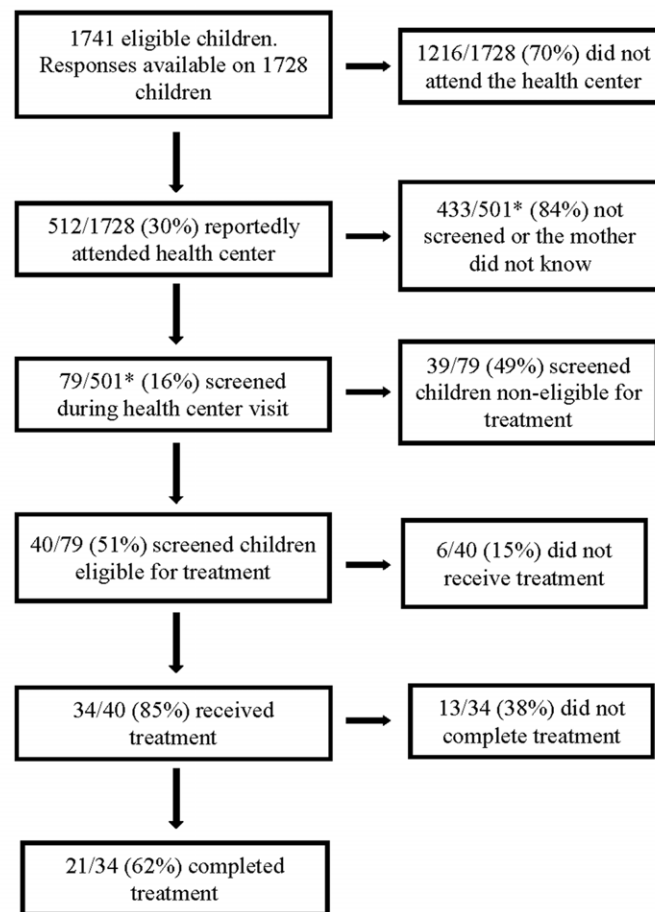 1741 eligible children.
Responses available on 1728
children
1216/1728 (70%) did not
attend the health center
512/1728 (30%) reportedly
attended health center
433/501* (84%) not
screened or the mother
did not know
79/501* (16%) screened
during health center visit
39/79 (49%) screened
children non-eligible for
treatment
40/79 (51%) screened children
eligible for treatment
6/40 (15%) did not
receive treatment
34/40 (85%) received
treatment
13/34 (38%) did not
complete treatment
21/34 (62%) completed
treatment